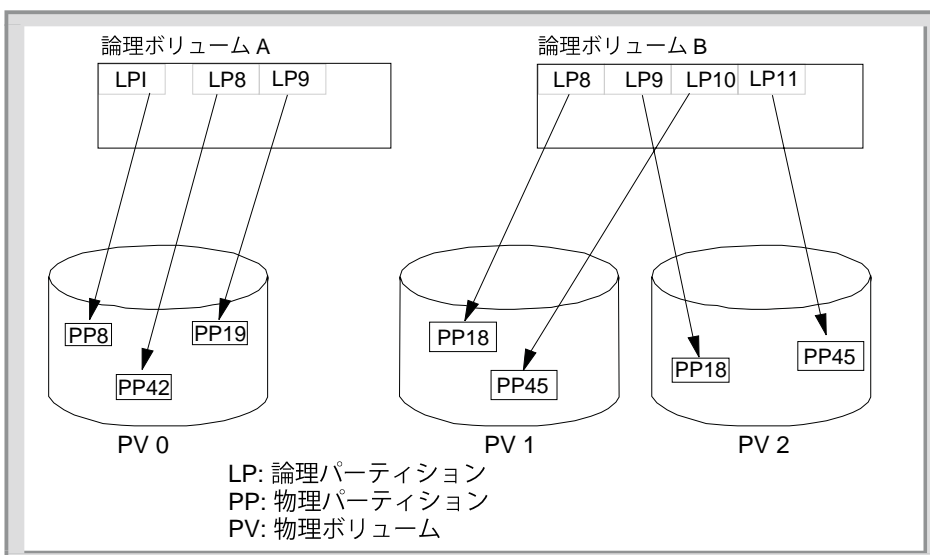 論理ボリューム A
論理ボリューム B
LPI LP8 LP9
LP8 LP9 LP10 LP11
PP8 PP19
PP42
PP18
PP45
PP18
PP45
PV 0
PV 1
PV 2
LP: 論理パーティション
PP: 物理パーティション
PV: 物理ボリューム